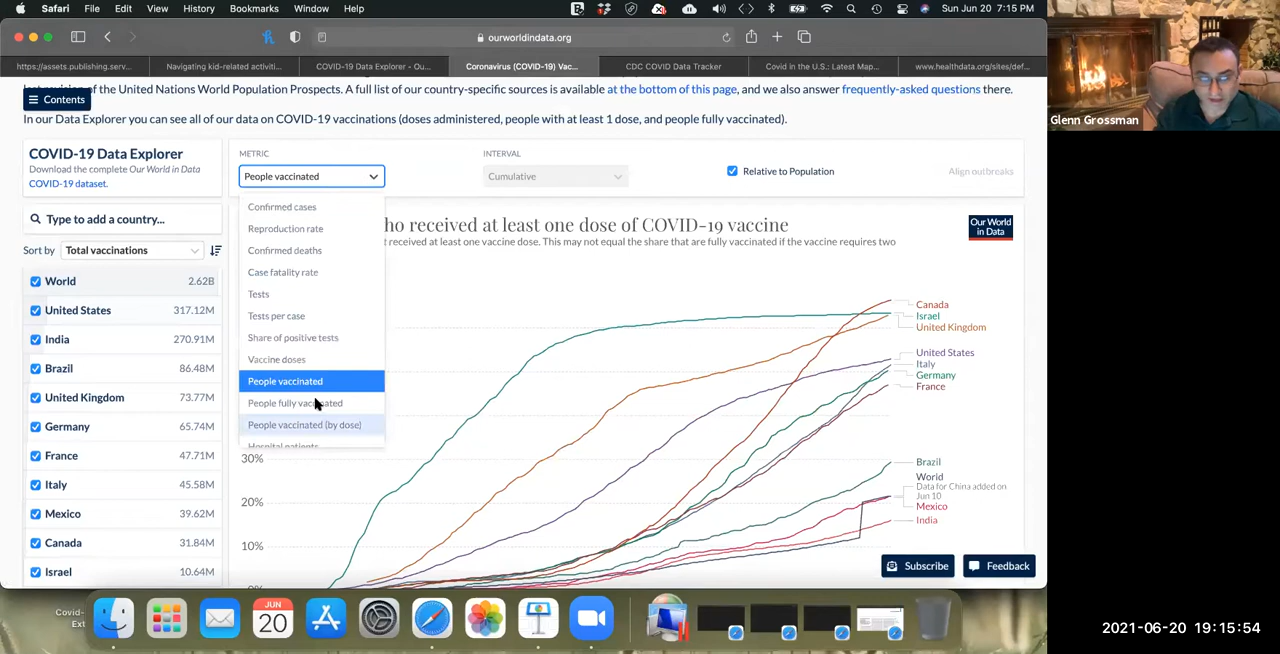 Safari File Edit View History Bookmarks Window Help Sun Jun 20 7:15 PM
ourworldindata.org
https://assets.publishing.serv... Navigating kid-related activiti... COVID-19 Data Explorer - Ou... Coronavirus (COVID-19) Vac... CDC COVID Data Tracker Covid in the U.S.: Latest Map... www.healthdata.org/sites/def...
of the United Nations World Population Prospects. A full list of our country-specific sources is available at the bottom of this page, and we also answer frequently-asked questions there.
Contents
In our Data Explorer you can see all of our data on COVID-19 vaccinations (doses administered, people with at least 1 dose, and people fully vaccinated).
COVID-19 Data Explorer
Download the complete Our World in Data
COVID-19 dataset.
METRIC
People vaccinated
INTERVAL
Cumulative
Relative to Population
Align outbreaks
Type to add a country...
Sort by Total vaccinations
World 2.62B
United States 317.12M
India 270.91M
Brazil 86.48M
United Kingdom 73.77M
Germany 65.74M
France 47.71M
Italy 45.58M
Mexico 39.62M
Canada 31.84M
Israel 10.64M
Confirmed cases
Reproduction rate
Confirmed deaths
Case fatality rate
Tests
Tests per case
Share of positive tests
Vaccine doses
People vaccinated
People fully vaccinated
People vaccinated (by dose)
Hospital patients
ho received at least one dose of COVID-19 vaccine
received at least one vaccine dose. This may not equal the share that are fully vaccinated if the vaccine requires two
Our World
in Data
Canada
Israel
United Kingdom
United States
Italy
Germany
France
Brazil
World
Data for China added on
Jun 10
Mexico
India
30%
20%
10%
0%
Subscribe
Feedback
Glenn Grossman
Covid-
Ext
JUN
20
2021-06-20 19:15:54